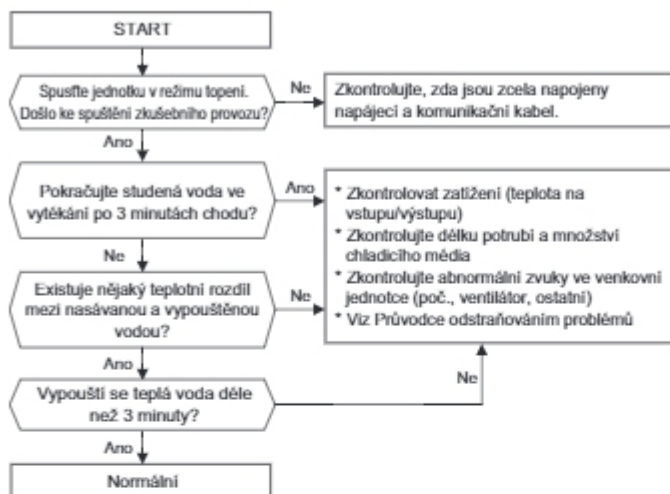 START
Spusťte jednotku v režimu topení.
Došlo ke spuštění zkušebního provozu?
Ne
Zkontrolujte, zda jsou zcela napojeny
napájecí a komunikační kabel.
Ano
Pokračujte studená voda ve
vytékání po 3 minutách chodu?
Ano
* Zkontrolovat zatížení (teplota na
vstupu/výstupu)
* Zkontrolujte délku potrubí a množství
chladicího média
* Zkontrolujte abnormální zvuky ve venkovní
jednotce (poč., ventilátor, ostatní)
* Viz Průvodce odstraňováním problémů
Ne
Existuje nějaký teplotní rozdíl
mezi nasávanou a vypouštěnou
vodou?
Ne
Ano
Vypouští se teplá voda déle
než 3 minuty?
Ne
Ano
Normální